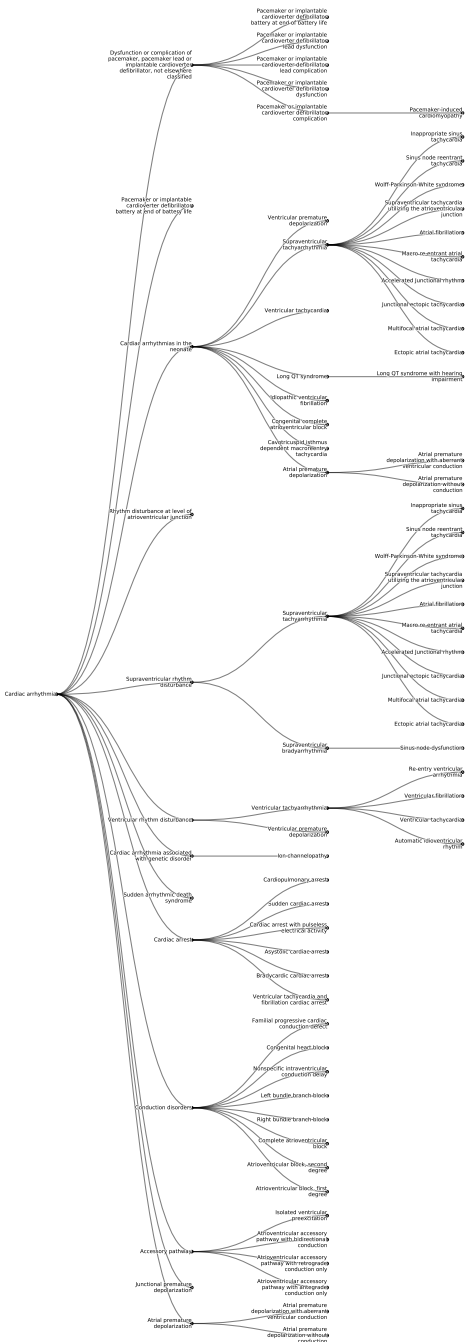 Pacemaker or implantable
cardioverter defibrillator
battery at end of battery life
Pacemaker or implantable
cardioverter defibrillator
lead dysfunction
Dysfunction or complication of
pacemaker, pacemaker lead or
implantable cardioverter
defibrillator, not elsewhere
classified
Pacemaker or implantable
cardioverter defibrillator
lead complication
Pacemaker or implantable
cardioverter defibrillator
dysfunction
Pacemaker or implantable
cardioverter defibrillator
complication
Pacemaker-induced
cardiomyopathy
Inappropriate sinus
tachycardia
Sinus node reentrant
tachycardia
Wolff-Parkinson-White syndrome
Pacemaker or implantable
cardioverter defibrillator
battery at end of battery life
Supraventricular tachycardia
utilizing the atrioventricular
junction
Ventricular premature
depolarization
Atrial fibrillation
Supraventricular
tachyarrhythmia
Macro re-entrant atrial
tachycardia
Accelerated junctional rhythm
Junctional ectopic tachycardia
Ventricular tachycardia
Multifocal atrial tachycardia
Cardiac arrhythmias in the
neonate
Ectopic atrial tachycardia
Long QT syndrome
Long QT syndrome with hearing
impairment
Idiopathic ventricular
fibrillation
Congenital complete
atrioventricular block
Cavotricuspid isthmus
dependent macroreentry
tachycardia
Atrial premature
depolarization with aberrant
ventricular conduction
Atrial premature
depolarization
Atrial premature
depolarization without
conduction
Inappropriate sinus
tachycardia
Rhythm disturbance at level of
atrioventricular junction
Sinus node reentrant
tachycardia
Wolff-Parkinson-White syndrome
Supraventricular tachycardia
utilizing the atrioventricular
junction
Atrial fibrillation
Supraventricular
tachyarrhythmia
Macro re-entrant atrial
tachycardia
Accelerated junctional rhythm
Junctional ectopic tachycardia
Supraventricular rhythm
disturbance
Cardiac arrhythmia
Multifocal atrial tachycardia
Ectopic atrial tachycardia
Supraventricular
bradyarrhythmia
Sinus node dysfunction
Re-entry ventricular
arrhythmia
Ventricular fibrillation
Ventricular tachyarrhythmia
Ventricular rhythm disturbance
Ventricular tachycardia
Ventricular premature
depolarization
Automatic idioventricular
rhythm
Cardiac arrhythmia associated
with genetic disorder
Ion channelopathy
Cardiopulmonary arrest
Sudden arrhythmic death
syndrome
Sudden cardiac arrest
Cardiac arrest with pulseless
electrical activity
Cardiac arrest
Asystolic cardiac arrest
Bradycardic cardiac arrest
Ventricular tachycardia and
fibrillation cardiac arrest
Familial progressive cardiac
conduction defect
Congenital heart block
Nonspecific intraventricular
conduction delay
Left bundle branch block
Conduction disorders
Right bundle branch block
Complete atrioventricular
block
Atrioventricular block, second
degree
Atrioventricular block, first
degree
Isolated ventricular
preexcitation
Atrioventricular accessory
pathway with bidirectional
conduction
Accessory pathway
Atrioventricular accessory
pathway with retrograde
conduction only
Junctional premature
depolarization
Atrioventricular accessory
pathway with antegrade
conduction only
Atrial premature
depolarization with aberrant
ventricular conduction
Atrial premature
depolarization
Atrial premature
depolarization without
conduction